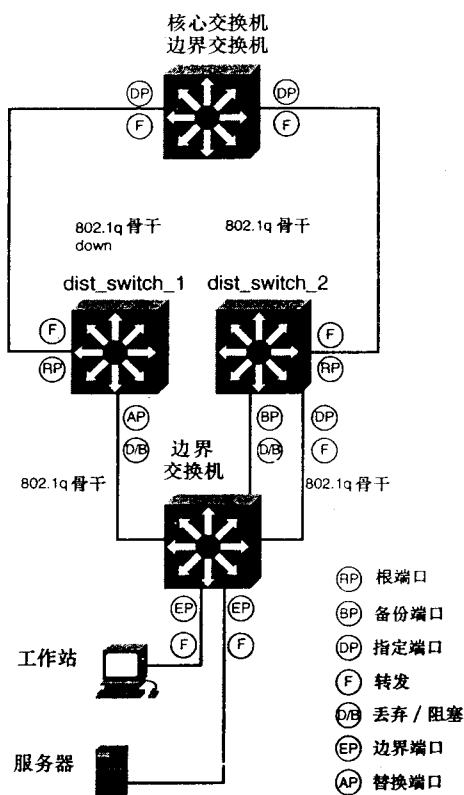 核心交换机
边界交换机
DP
DP
F
F
802.1q 骨干
down
802.1q 骨干
dist_switch_1
dist_switch_2
F
F
RP
RP
AP
BP
DP
D/B
D/B
F
边界
交换机
802.1q 骨干
802.1q 骨干
EP
EP
F
F
工作站
服务器
RP 根端口
BP 备份端口
DP 指定端口
F 转发
D/B 丢弃 / 阻塞
EP 边界端口
AP 替换端口